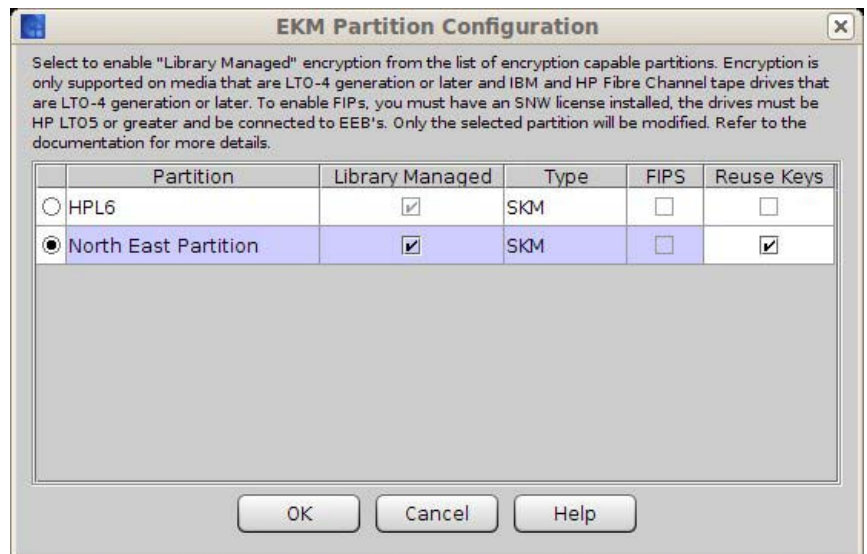 EKM Partition Configuration
Select to enable "Library Managed" encryption from the list of encryption capable partitions. Encryption is
only supported on media that are LTO-4 generation or later and IBM and HP Fibre Channel tape drives that
are LTO-4 generation or later. To enable FIPs, you must have an SNW license installed, the drives must be
HP LTO5 or greater and be connected to EEB's. Only the selected partition will be modified. Refer to the
documentation for more details.
Partition Library Managed Type FIPS Reuse Keys
HPL6 SKM
North East Partition SKM
OK Cancel Help